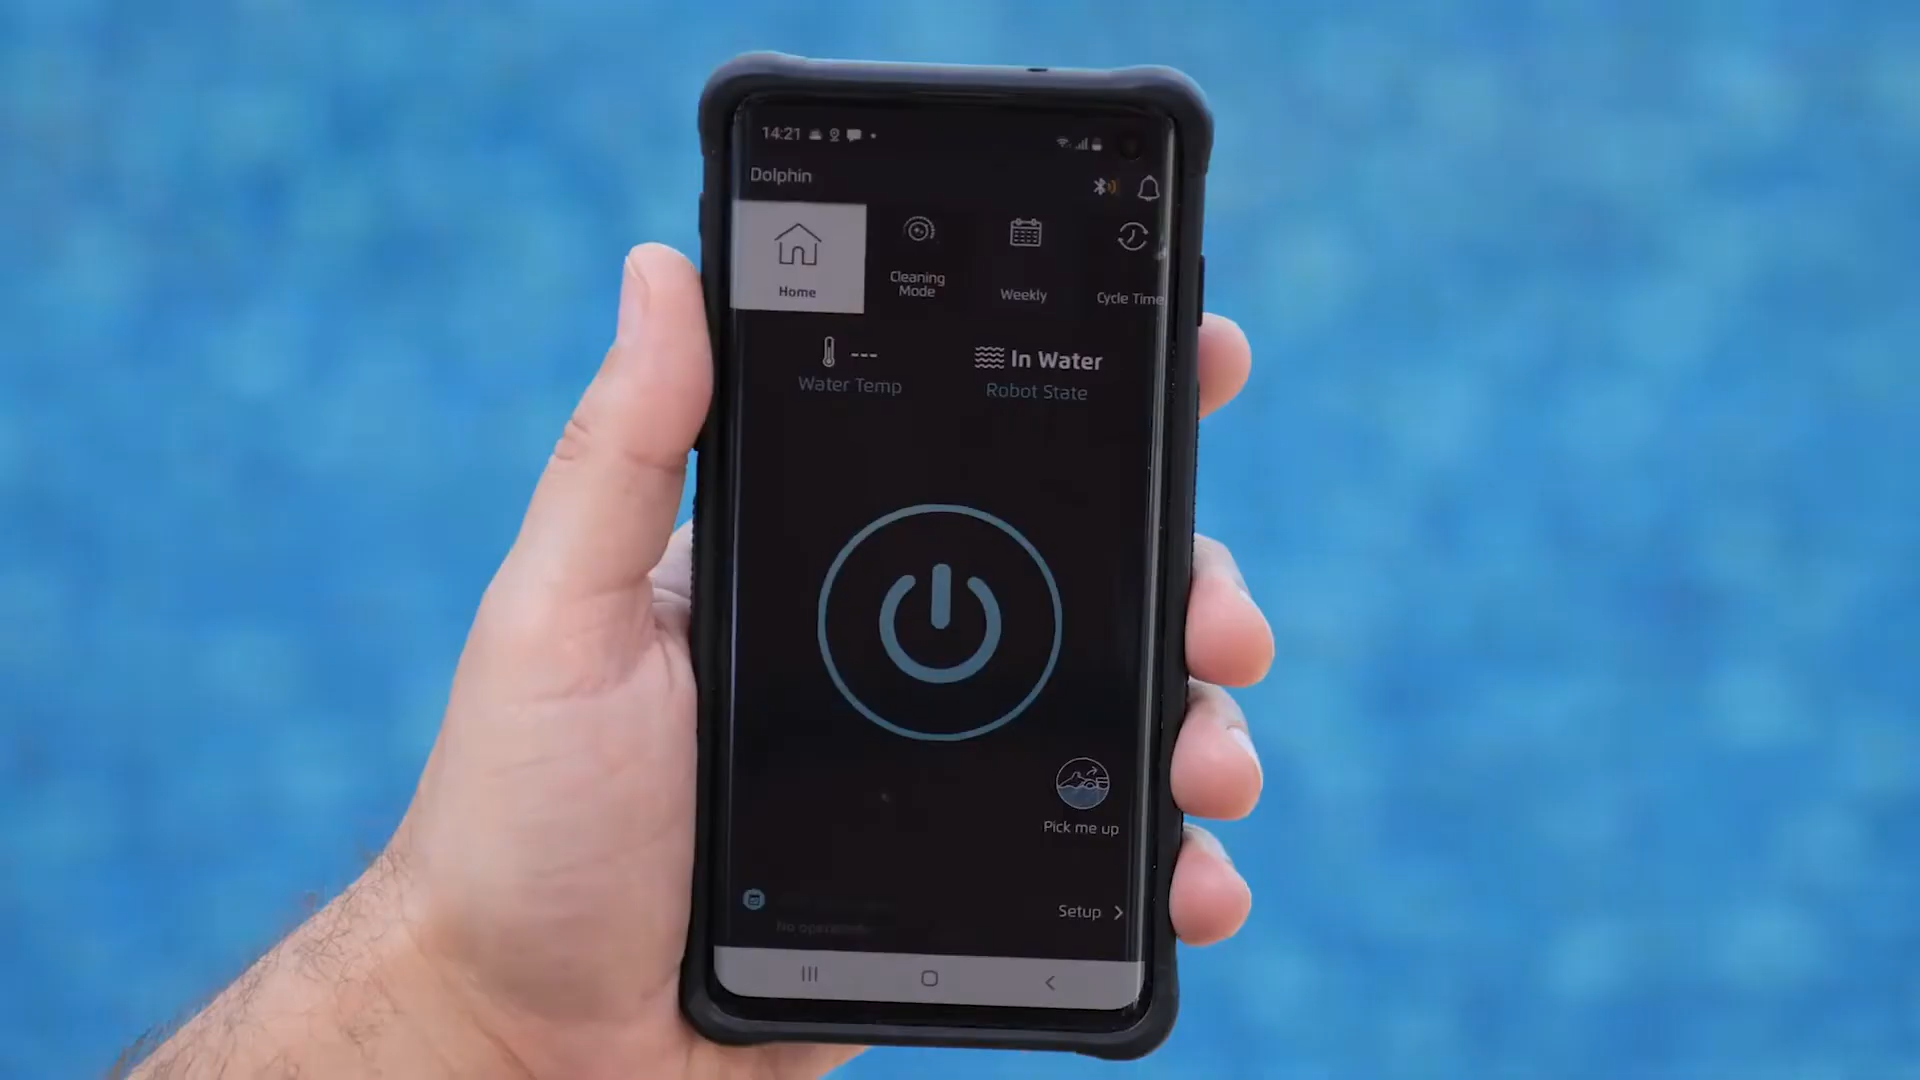 14:21
Dolphin
Home
Cleaning
Mode
Weekly
Cycle Time
---
Water Temp
In Water
Robot State
Pick me up
Setup
No